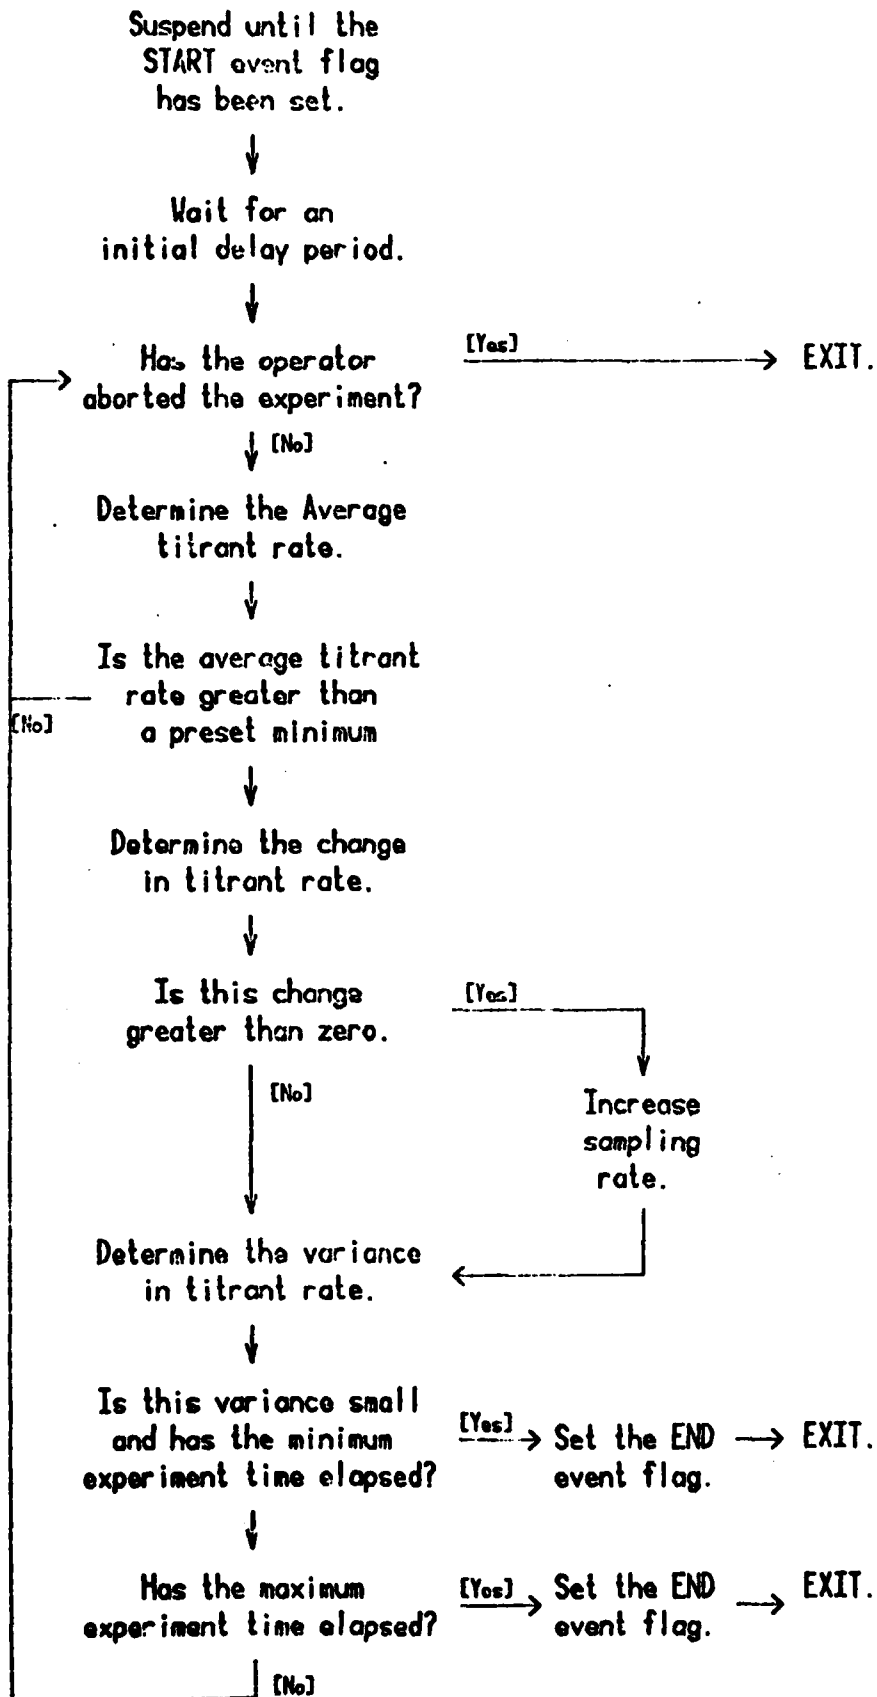 Suspend until the
START event flag
has been set.
Wait for an
initial delay period.
Has the operator
aborted the experiment?
[Yes]
EXIT.
[No]
Determine the Average
titrant rate.
Is the average titrant
rate greater than
a preset minimum
[No]
Determine the change
in titrant rate.
Is this change
greater than zero.
[Yes]
[No]
Increase
sampling
rate.
Determine the variance
in titrant rate.
Is this variance small
and has the minimum
experiment time elapsed?
[Yes]
Set the END
event flag.
EXIT.
Has the maximum
experiment time elapsed?
[Yes]
Set the END
event flag.
EXIT.
[No]